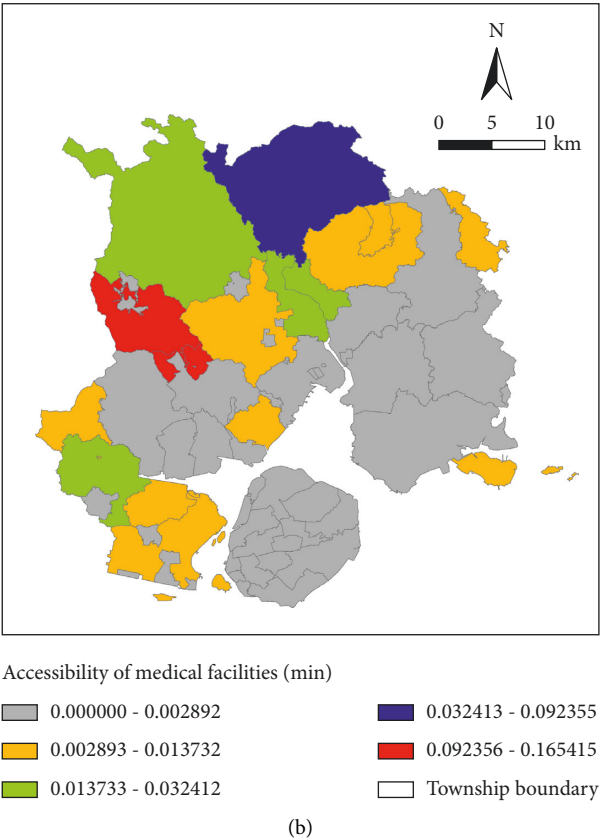 N
0 5 10
km
Accessibility of medical facilities (min)
0.000000 - 0.002892
0.002893 - 0.013732
0.013733 - 0.032412
0.032413 - 0.092355
0.092356 - 0.165415
Township boundary
(b)